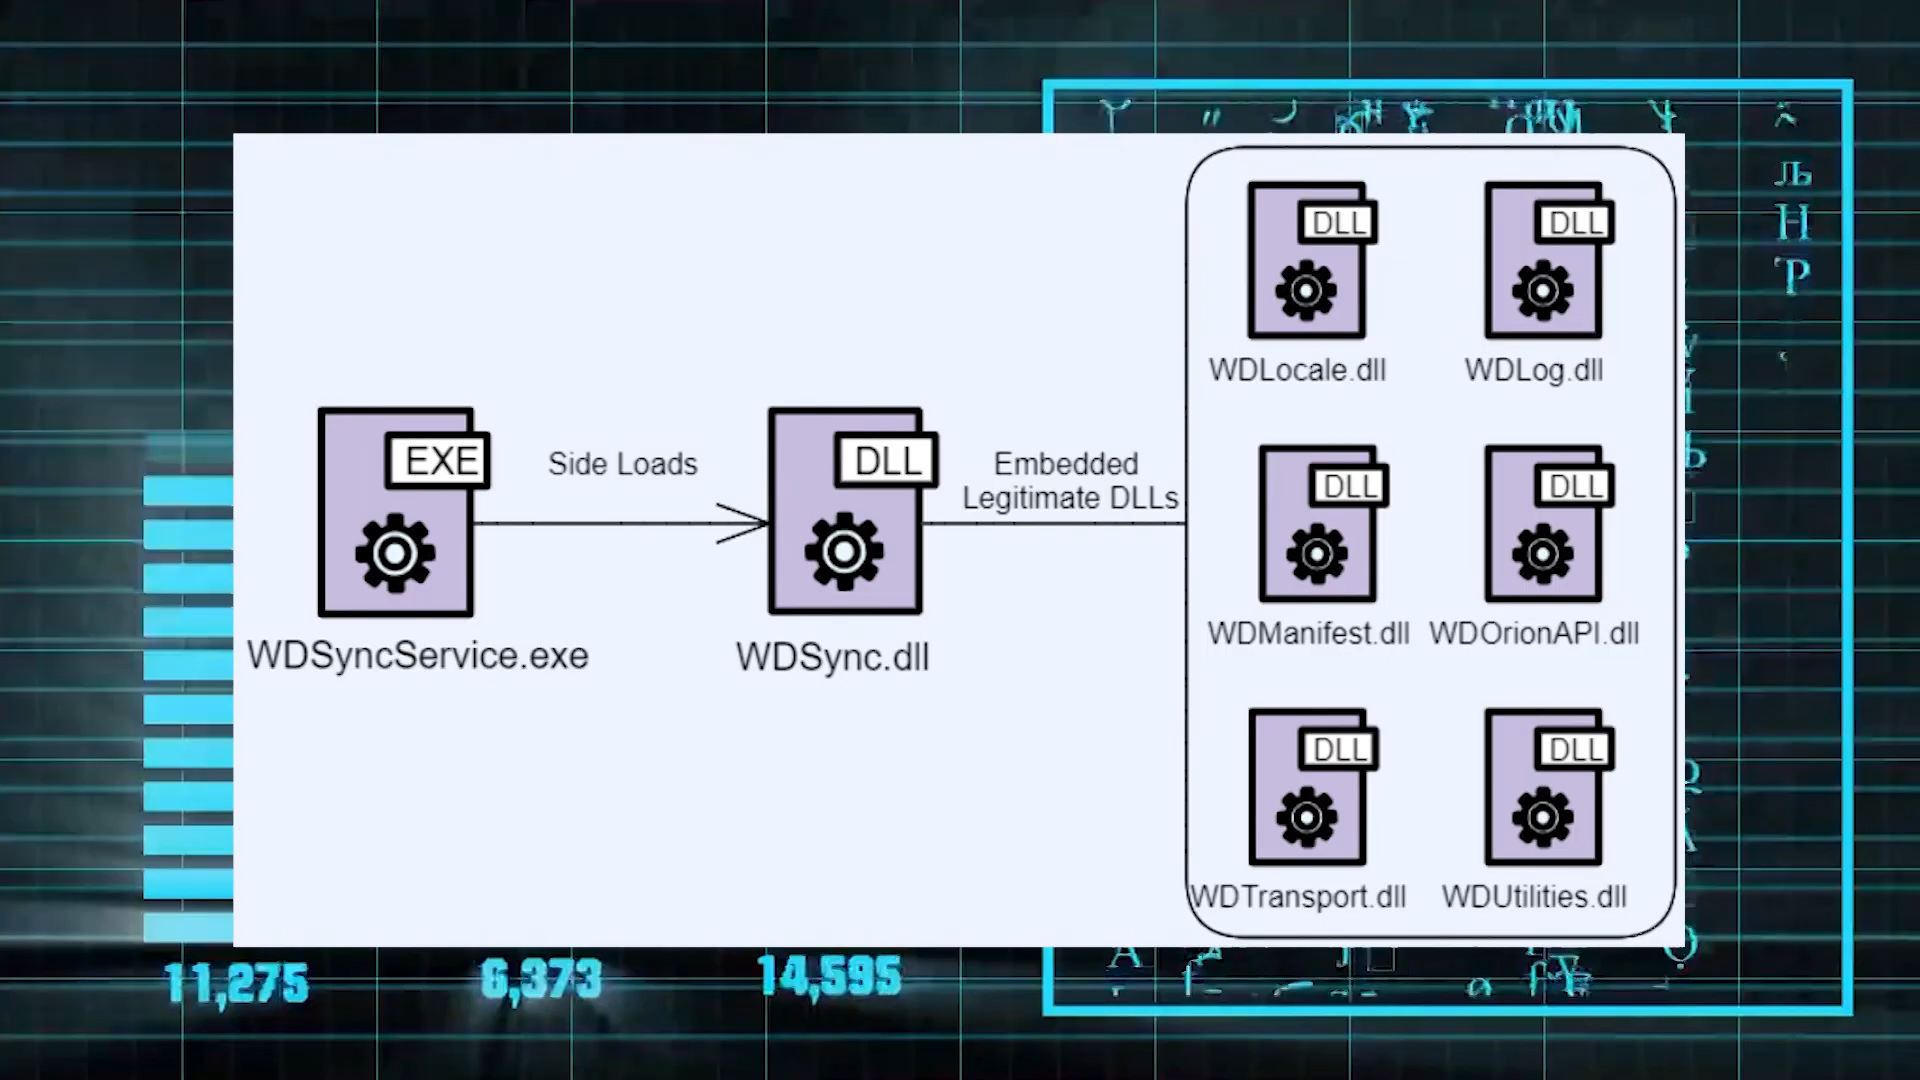 DLL
DLL
WDLocale.dll
WDLog.dll
EXE
Side Loads
DLL
Embedded
Legitimate DLLs
DLL
DLL
WDManifest.dll
WDOrionAPI.dll
WDSyncService.exe
WDSync.dll
DLL
DLL
WDTransport.dll
WDUtilities.dll
11,275
6,373
14,595
Љ
Н
Ҏ